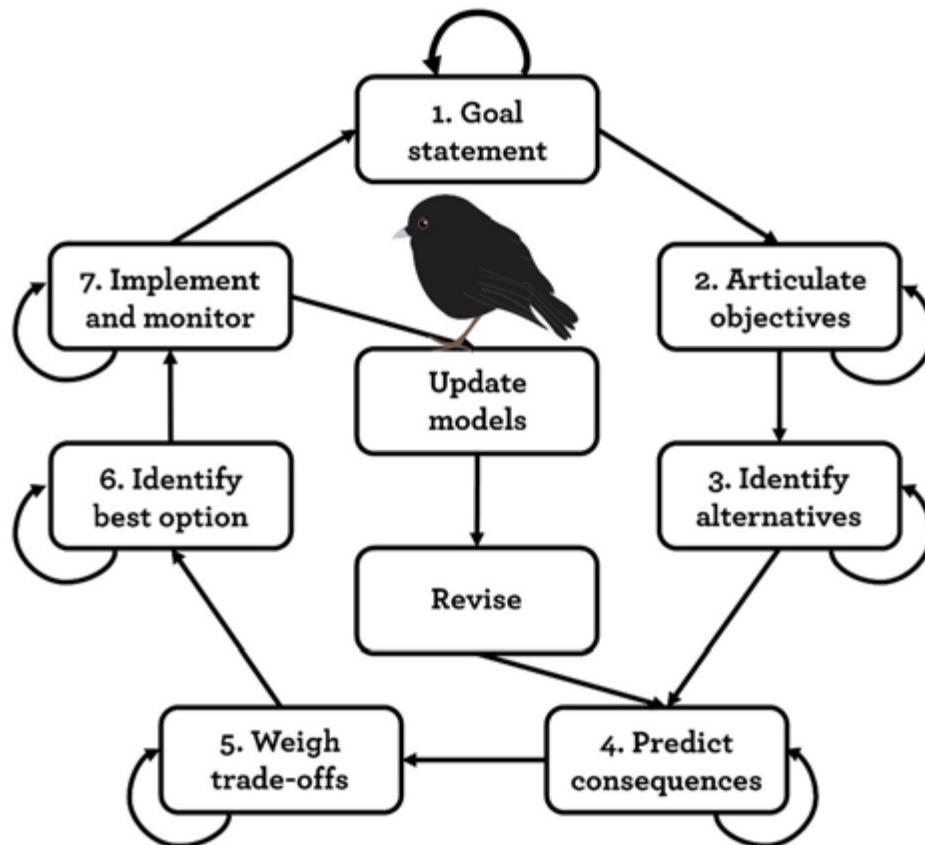 1. Goal
statement
2. Articulate
objectives
3. Identify
alternatives
4. Predict
consequences
5. Weigh
trade-offs
6. Identify
best option
7. Implement
and monitor
Update
models
Revise